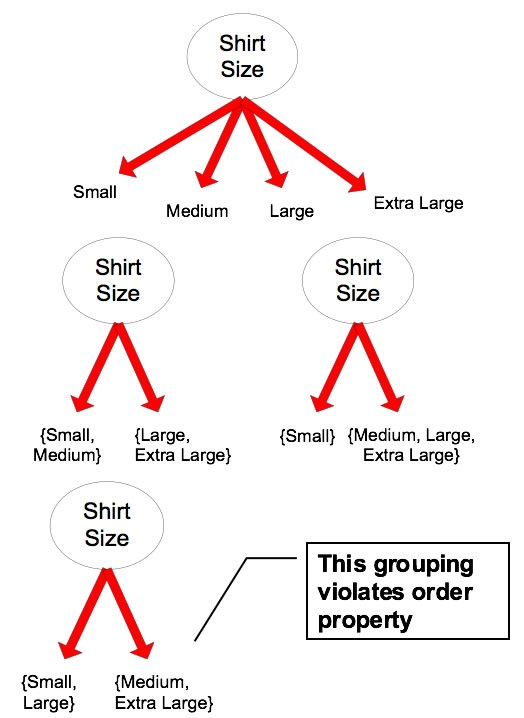 Shirt
Size
Small
Medium
Large
Extra Large
Shirt
Size
{Small,
Medium}
{Large,
Extra Large}
Shirt
Size
{Small}
{Medium, Large,
Extra Large}
Shirt
Size
{Small,
Large}
{Medium,
Extra Large}
This grouping
violates order
property